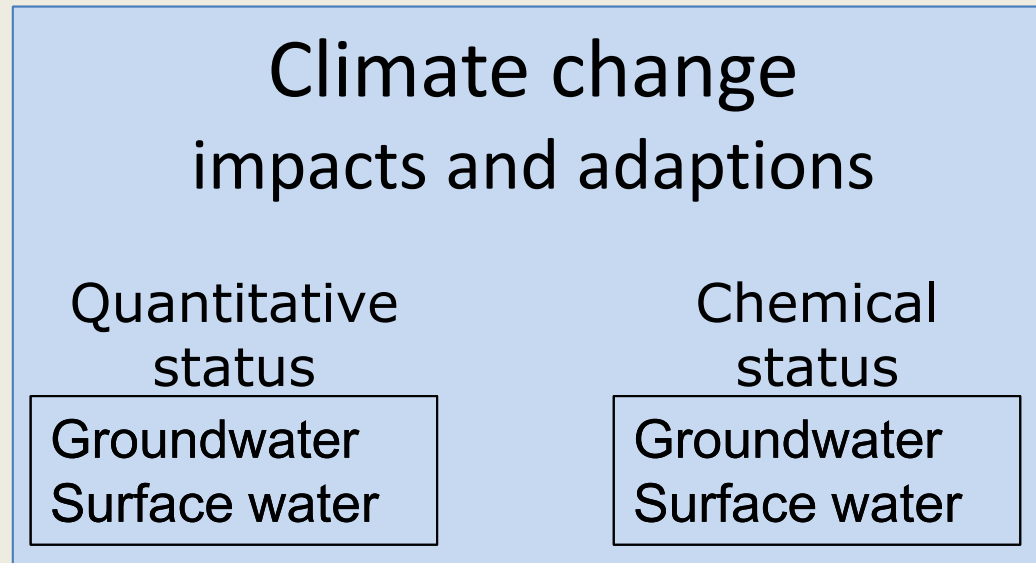 Climate change
impacts and adaptions
Quantitative
status
Groundwater
Surface water
Chemical
status
Groundwater
Surface water